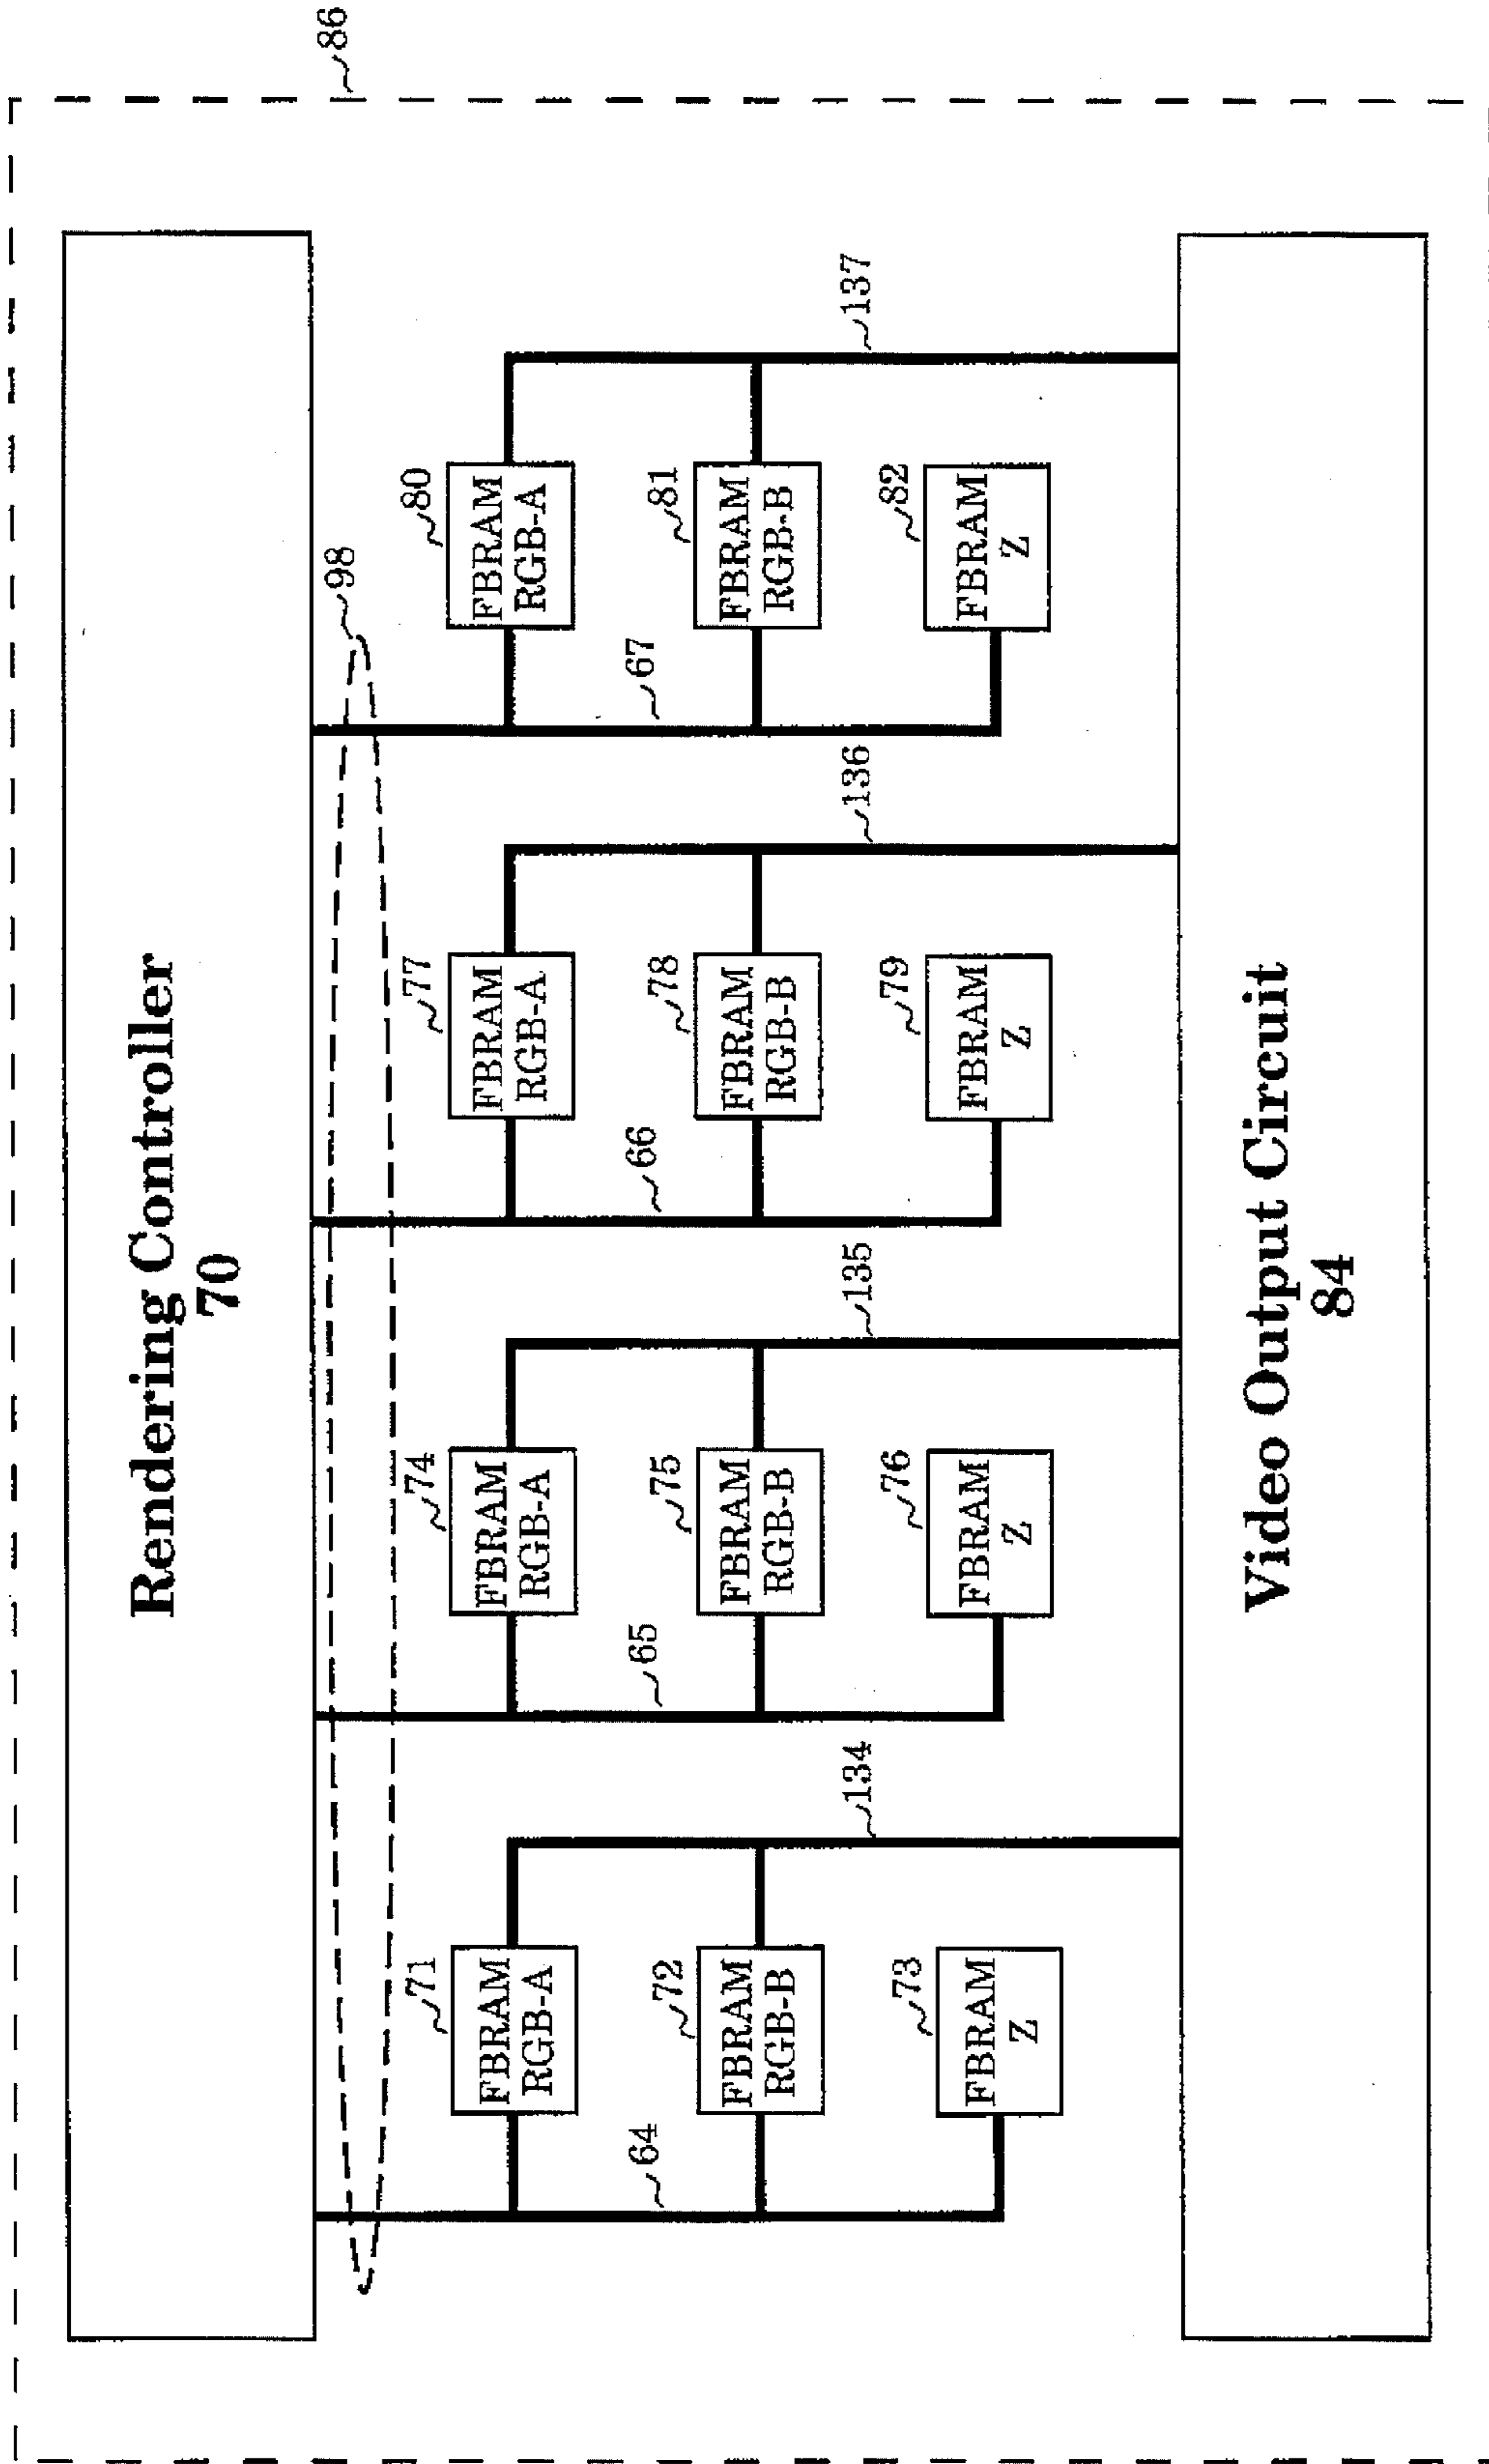 86
Rendering Controller
70
98
71
FBRAM
RGB-A
74
FBRAM
RGB-A
77
FBRAM
RGB-A
80
FBRAM
RGB-A
64
65
66
67
72
FBRAM
RGB-B
75
FBRAM
RGB-B
78
FBRAM
RGB-B
81
FBRAM
RGB-B
134
135
136
137
73
FBRAM
Z
76
FBRAM
Z
79
FBRAM
Z
82
FBRAM
Z
Video Output Circuit
84